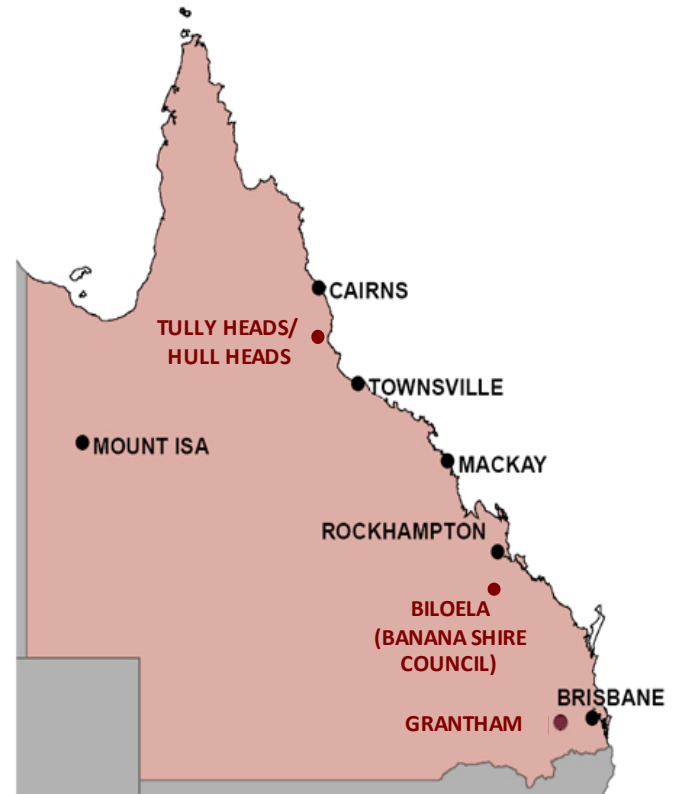 CAIRNS
TULLY HEADS/
HULL HEADS
TOWNSVILLE
MOUNT ISA
MACKAY
ROCKHAMPTON
BILOELA
(BANANA SHIRE
COUNCIL)
BRISBANE
GRANTHAM